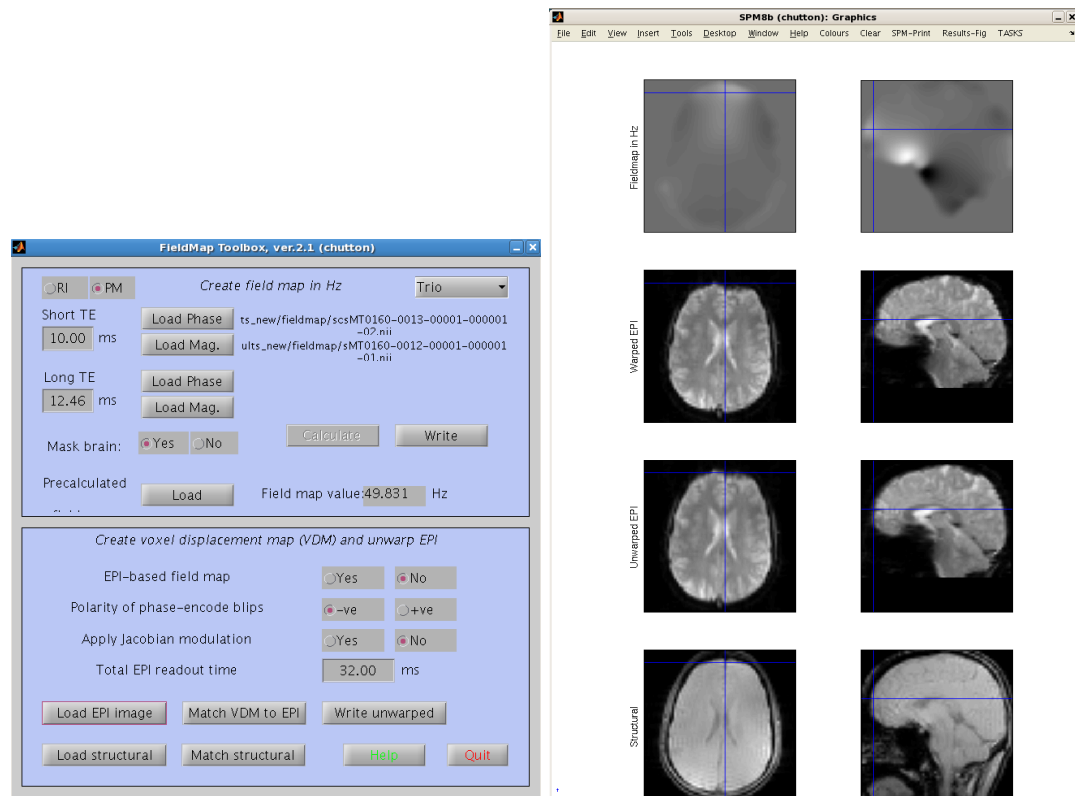 SPM8b (chutton): Graphics
File Edit View Insert Tools Desktop Window Help Colours Clear SPM-Print Results-Fig TASKS
Fieldmap in Hz
Warped EPI
Unwarped EPI
Structural
FieldMap Toolbox, ver.2.1 (chutton)
RI PM Create field map in Hz Trio
Short TE
Load Phase ts_new/fieldmap/scsMT0160-0013-00001-000001
-02.nii
10.00 ms
Load Mag. ults_new/fieldmap/sMT0160-0012-00001-000001
-01.nii
Long TE
Load Phase
12.46 ms
Load Mag.
Mask brain: Yes No Calculate Write
Precalculated
Load Field map value: 49.831 Hz
Create voxel displacement map (VDM) and unwarp EPI
EPI-based field map Yes No
Polarity of phase-encode blips -ve +ve
Apply Jacobian modulation Yes No
Total EPI readout time 32.00 ms
Load EPI image Match VDM to EPI Write unwarped
Load structural Match structural Help Quit